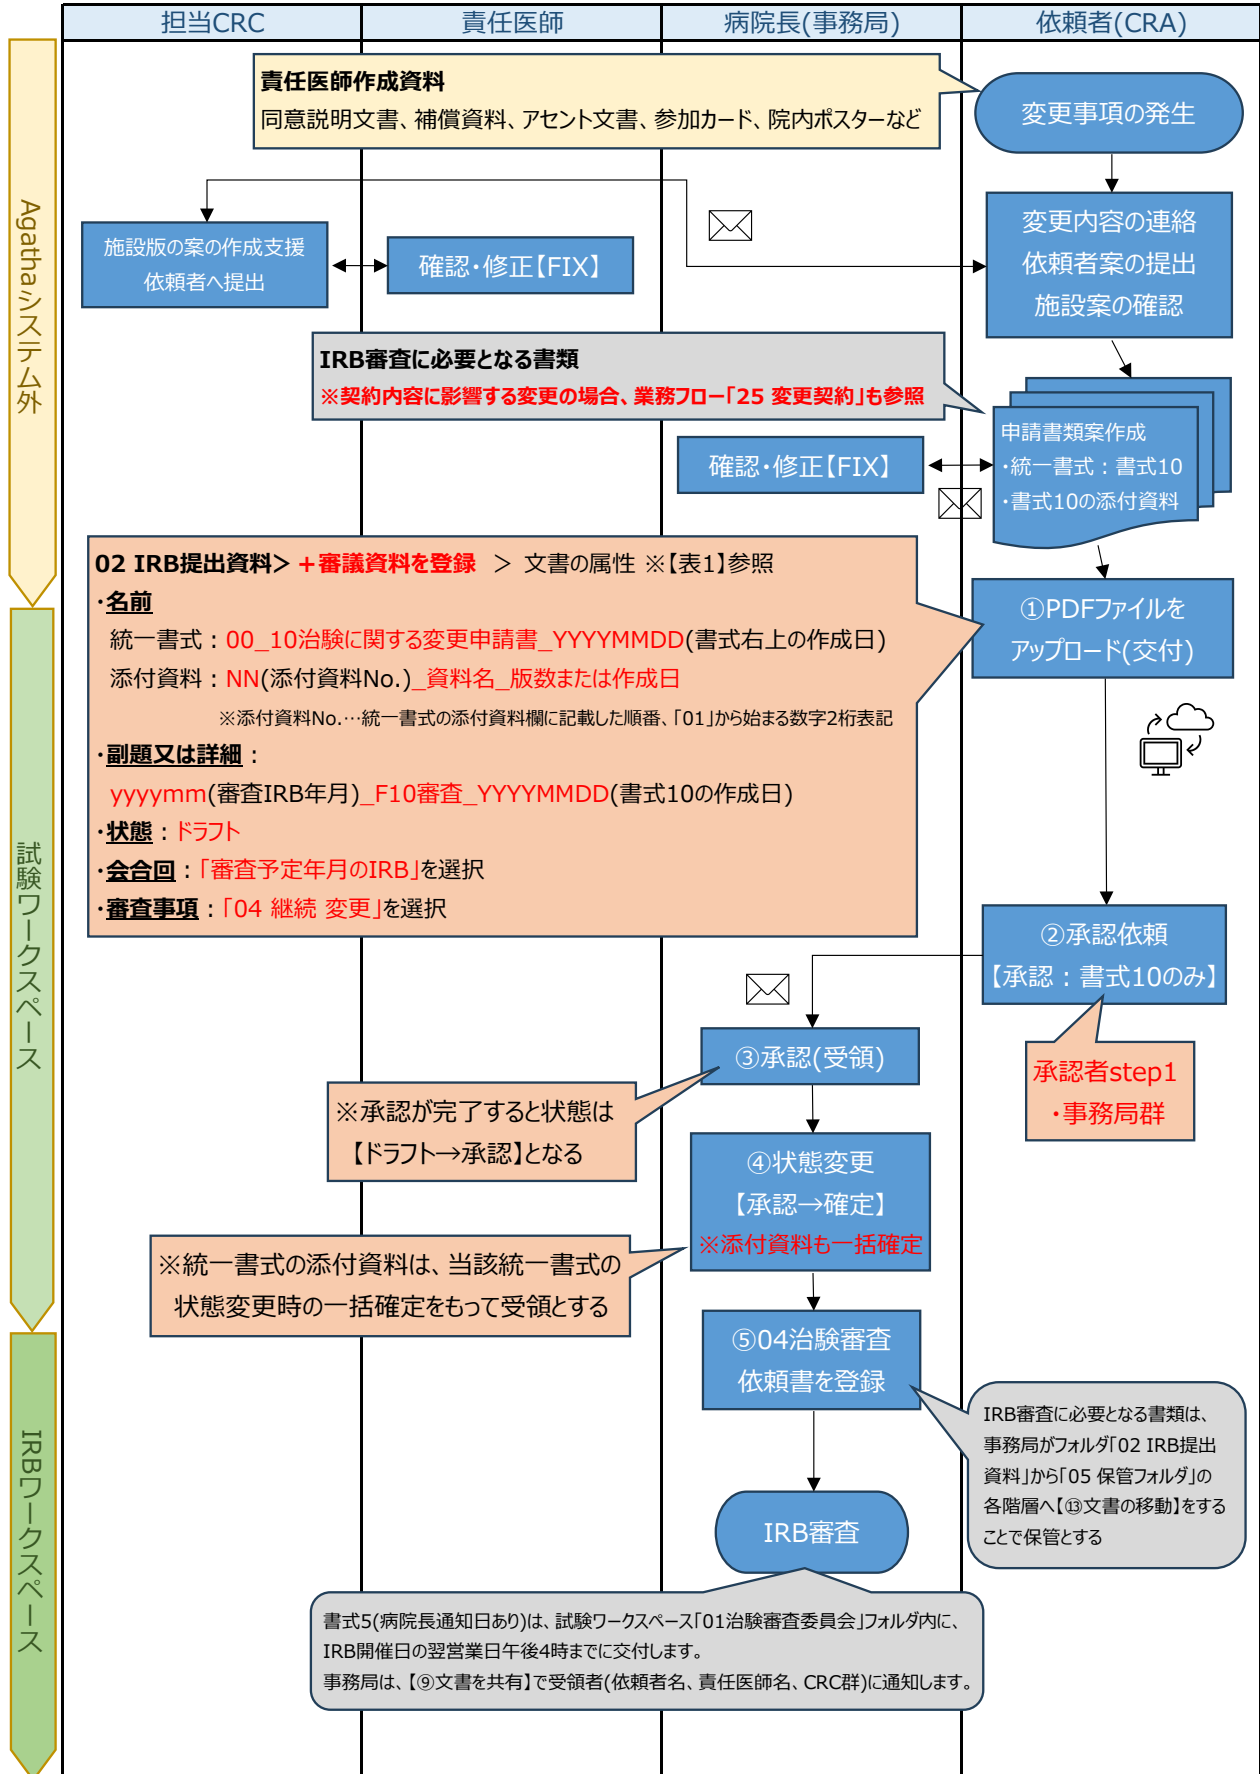 担当CRC
責任医師
病院長(事務局)
依頼者(CRA)
Agathaシステム外
責任医師作成資料
同意説明文書、補償資料、アセント文書、参加カード、院内ポスターなど
変更事項の発生
施設版の案の作成支援
依頼者へ提出
確認・修正【FIX】
変更内容の連絡
依頼者案の提出
施設案の確認
IRB審査に必要となる書類
※契約内容に影響する変更の場合、業務フロー「25 変更契約」も参照
確認・修正【FIX】
申請書類案作成
・統一書式：書式10
・書式10の添付資料
試験ワークスペース
02 IRB提出資料> ＋審議資料を登録 ＞ 文書の属性 ※【表1】参照
・名前
統一書式：00_10治験に関する変更申請書_YYYYMMDD(書式右上の作成日)
添付資料：NN(添付資料No.)_資料名_版数または作成日
※添付資料No.…統一書式の添付資料欄に記載した順番、「01」から始まる数字2桁表記
・副題又は詳細：
yyyymm(審査IRB年月)_F10審査_YYYYMMDD(書式10の作成日)
・状態：ドラフト
・会合回：「審査予定年月のIRB」を選択
・審査事項：「04 継続 変更」を選択
①PDFファイルを
アップロード(交付)
②承認依頼
【承認：書式10のみ】
承認者step1
・事務局群
③承認(受領)
※承認が完了すると状態は
【ドラフト→承認】となる
④状態変更
【承認→確定】
※添付資料も一括確定
※統一書式の添付資料は、当該統一書式の
状態変更時の一括確定をもって受領とする
IRBワークスペース
⑤04治験審査
依頼書を登録
IRB審査に必要となる書類は、
事務局がフォルダ「02 IRB提出
資料」から「05 保管フォルダ」の
各階層へ【⑬文書の移動】をする
ことで保管とする
IRB審査
書式5(病院長通知日あり)は、試験ワークスペース「01治験審査委員会」フォルダ内に、
IRB開催日の翌営業日午後4時までに交付します。
事務局は、【⑨文書を共有】で受領者(依頼者名、責任医師名、CRC群)に通知します。